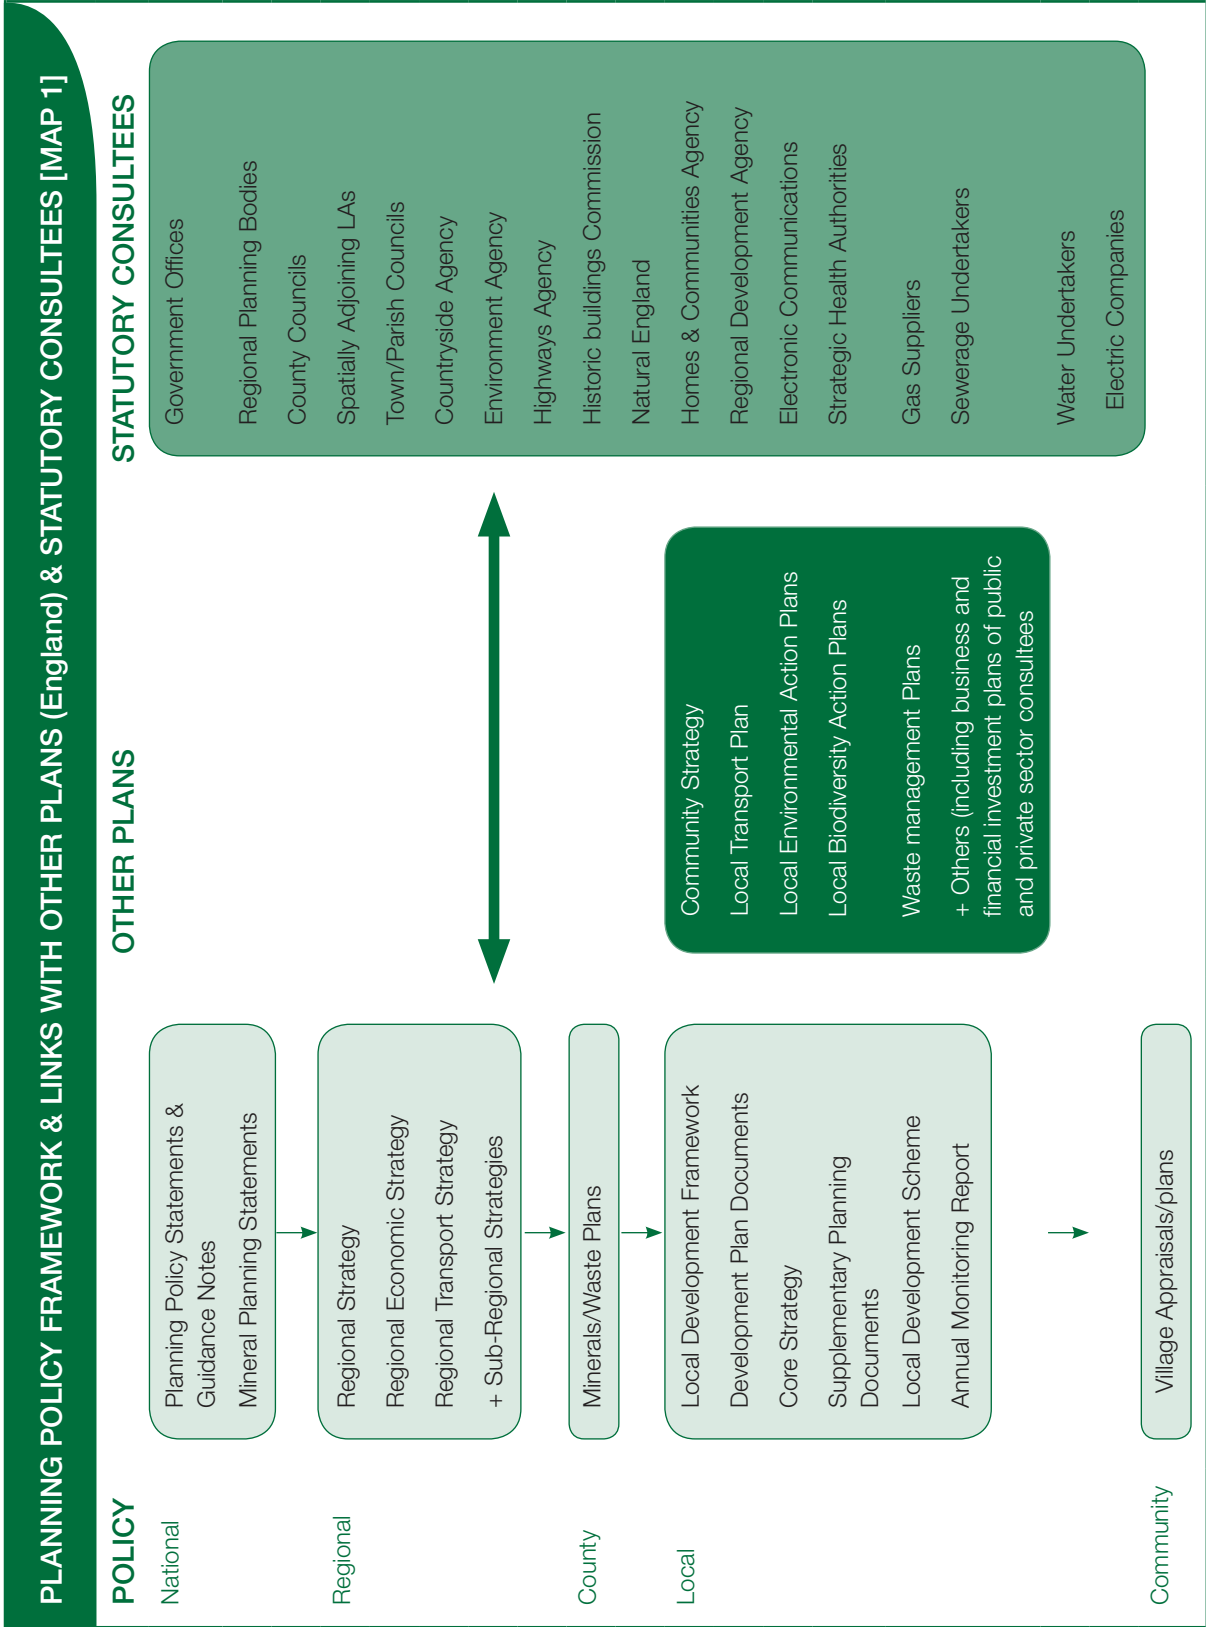 PLANNING POLICY FRAMEWORK & LINKS WITH OTHER PLANS (England) & STATUTORY CONSULTEES [MAP 1]
POLICY
OTHER PLANS
STATUTORY CONSULTEES
National
Planning Policy Statements &
Guidance Notes
Mineral Planning Statements
Regional
Regional Strategy
Regional Economic Strategy
Regional Transport Strategy
+ Sub-Regional Strategies
County
Minerals/Waste Plans
Local
Local Development Framework
Development Plan Documents
Core Strategy
Supplementary Planning
Documents
Local Development Scheme
Annual Monitoring Report
Community
Village Appraisals/plans
Community Strategy
Local Transport Plan
Local Environmental Action Plans
Local Biodiversity Action Plans
Waste management Plans
+ Others (including business and
financial investment plans of public
and private sector consultees
Government Offices
Regional Planning Bodies
County Councils
Spatially Adjoining LAs
Town/Parish Councils
Countryside Agency
Environment Agency
Highways Agency
Historic buildings Commission
Natural England
Homes & Communities Agency
Regional Development Agency
Electronic Communications
Strategic Health Authorities
Gas Suppliers
Sewerage Undertakers
Water Undertakers
Electric Companies